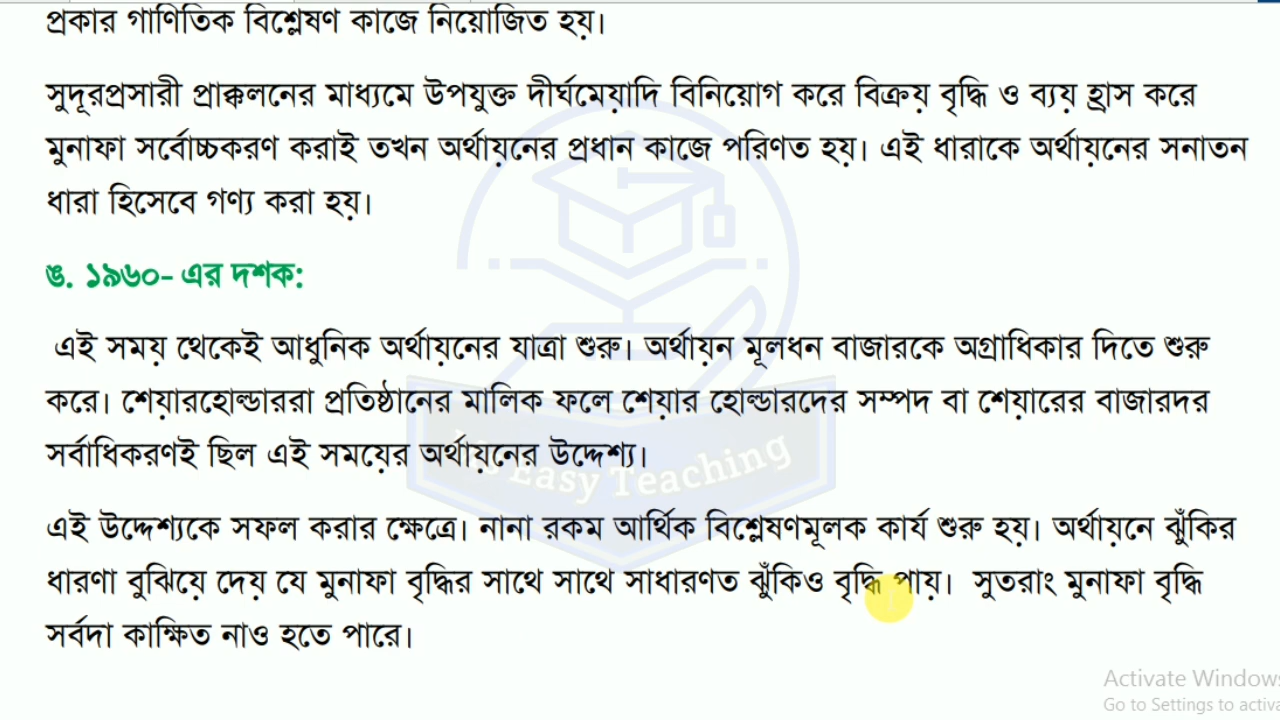 প্রকার গাণিতিক বিশ্লেষণ কাজে নিয়োজিত হয়।
সুদূরপ্রসারী প্রাক্কলনের মাধ্যমে উপযুক্ত দীর্ঘমেয়াদি বিনিয়োগ করে বিক্রয় বৃদ্ধি ও ব্যয় হ্রাস করে
মুনাফা সর্বোচ্চকরণ করাই তখন অর্থায়নের প্রধান কাজে পরিণত হয়। এই ধারাকে অর্থায়নের সনাতন
ধারা হিসেবে গণ্য করা হয়।
ঙ. ১৯৬০- এর দশক:
এই সময় থেকেই আধুনিক অর্থায়নের যাত্রা শুরু। অর্থায়ন মূলধন বাজারকে অগ্রাধিকার দিতে শুরু
করে। শেয়ারহোল্ডাররা প্রতিষ্ঠানের মালিক ফলে শেয়ার হোল্ডারদের সম্পদ বা শেয়ারের বাজারদর
সর্বাধিকরণই ছিল এই সময়ের অর্থায়নের উদ্দেশ্য।
Easy Teaching
এই উদ্দেশ্যকে সফল করার ক্ষেত্রে। নানা রকম আর্থিক বিশ্লেষণমূলক কার্য শুরু হয়। অর্থায়নে ঝুঁকির
ধারণা বুঝিয়ে দেয় যে মুনাফা বৃদ্ধির সাথে সাথে সাধারণত ঝুঁকিও বৃদ্ধি পায়। সুতরাং মুনাফা বৃদ্ধি
সর্বদা কাক্ষিত নাও হতে পারে।
Activate Windows
Go to Settings to activa